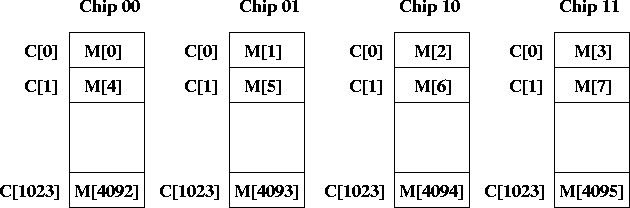 Chip 00 Chip 01 Chip 10 Chip 11
C[0] M[0] C[0] M[1] C[0] M[2] C[0] M[3]
C[1] M[4] C[1] M[5] C[1] M[6] C[1] M[7]
C[1023] M[4092] C[1023] M[4093] C[1023] M[4094] C[1023] M[4095]